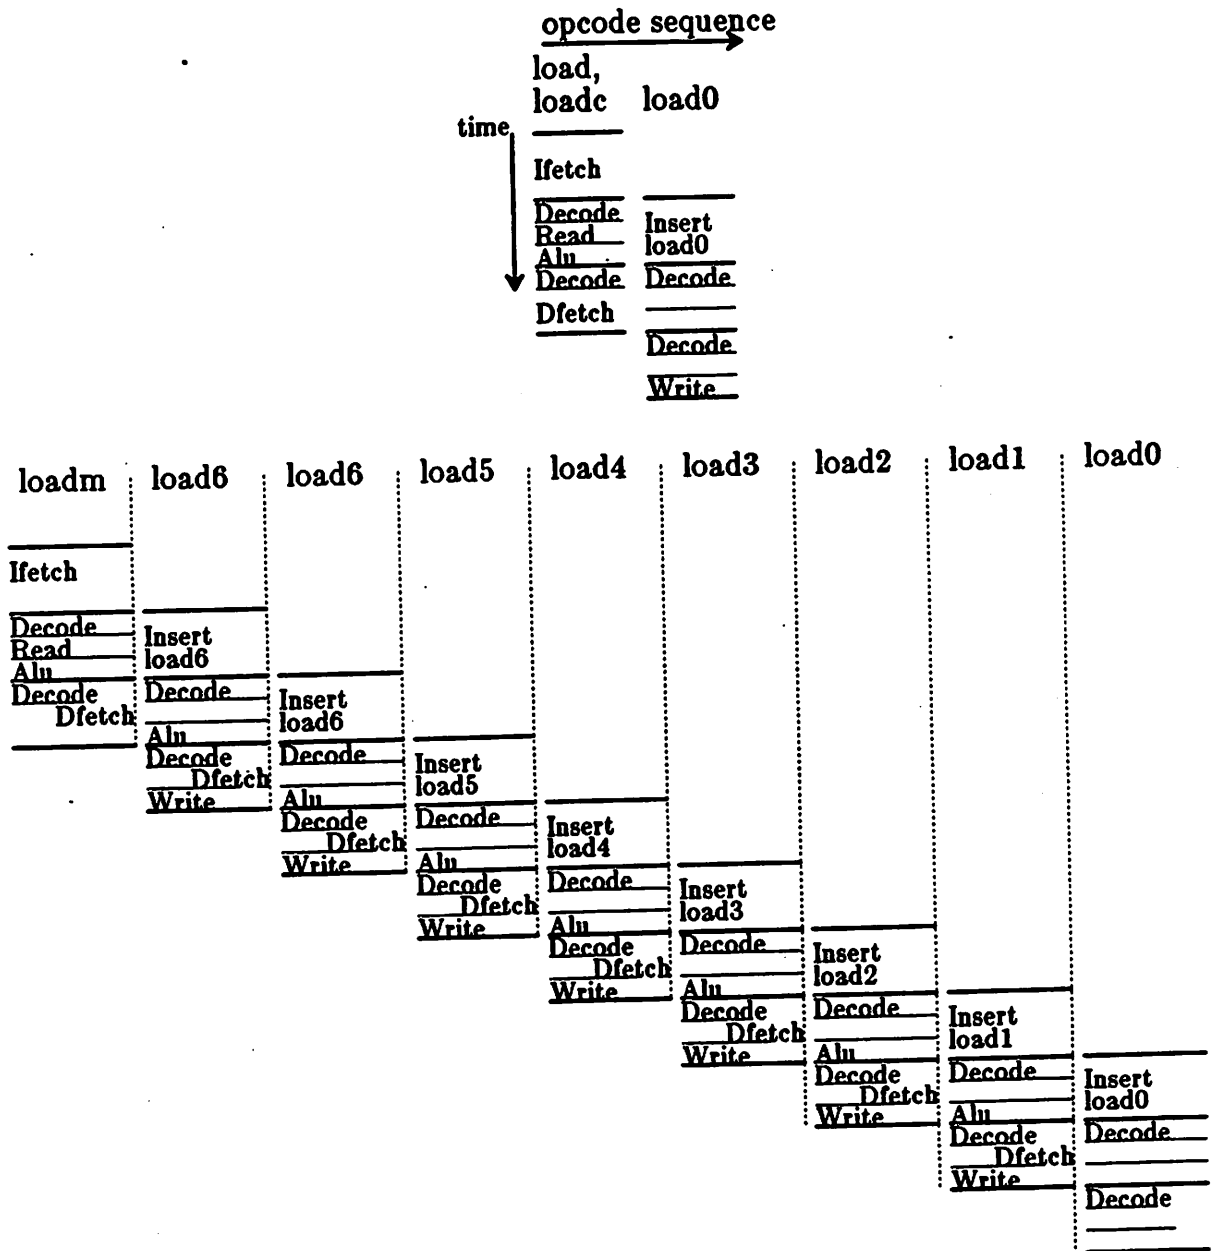 opcode sequence
load,
loadc load0
time
Ifetch
Decode
Read
Alu
Decode
Dfetch
Insert
load0
Decode
Decode
Write
loadm load6 load6 load5 load4 load3 load2 load1 load0
Ifetch
Decode
Read
Alu
Decode
Dfetch
Insert
load6
Decode
Alu
Decode
Dfetch
Write
Insert
load6
Decode
Alu
Decode
Dfetch
Write
Insert
load5
Decode
Alu
Decode
Dfetch
Write
Insert
load4
Decode
Alu
Decode
Dfetch
Write
Insert
load3
Decode
Alu
Decode
Dfetch
Write
Insert
load2
Decode
Alu
Decode
Dfetch
Write
Insert
load1
Decode
Alu
Decode
Dfetch
Write
Insert
load0
Decode
Decode